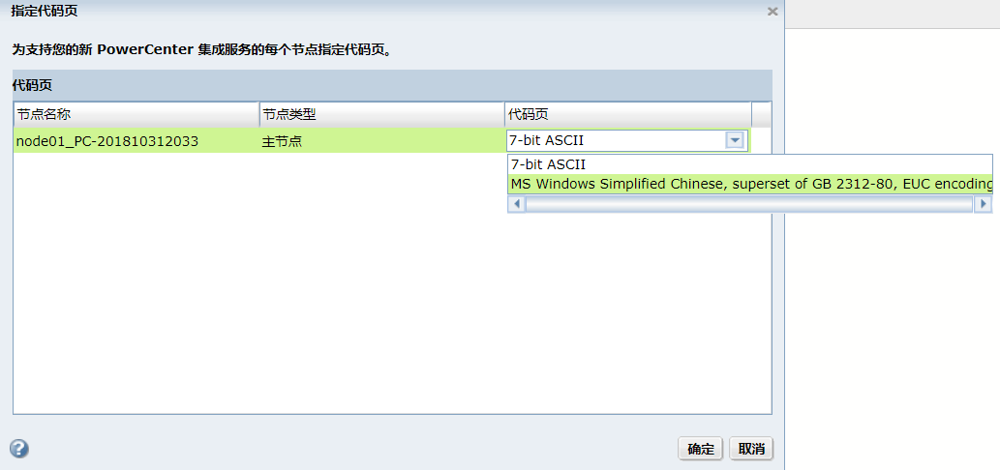 指定代码页
为支持您的新 PowerCenter 集成服务的每个节点指定代码页。
代码页
节点名称 节点类型 代码页
node01_PC-201810312033 主节点 7-bit ASCII
7-bit ASCII
MS Windows Simplified Chinese, superset of GB 2312-80, EUC encoding
确定 取消